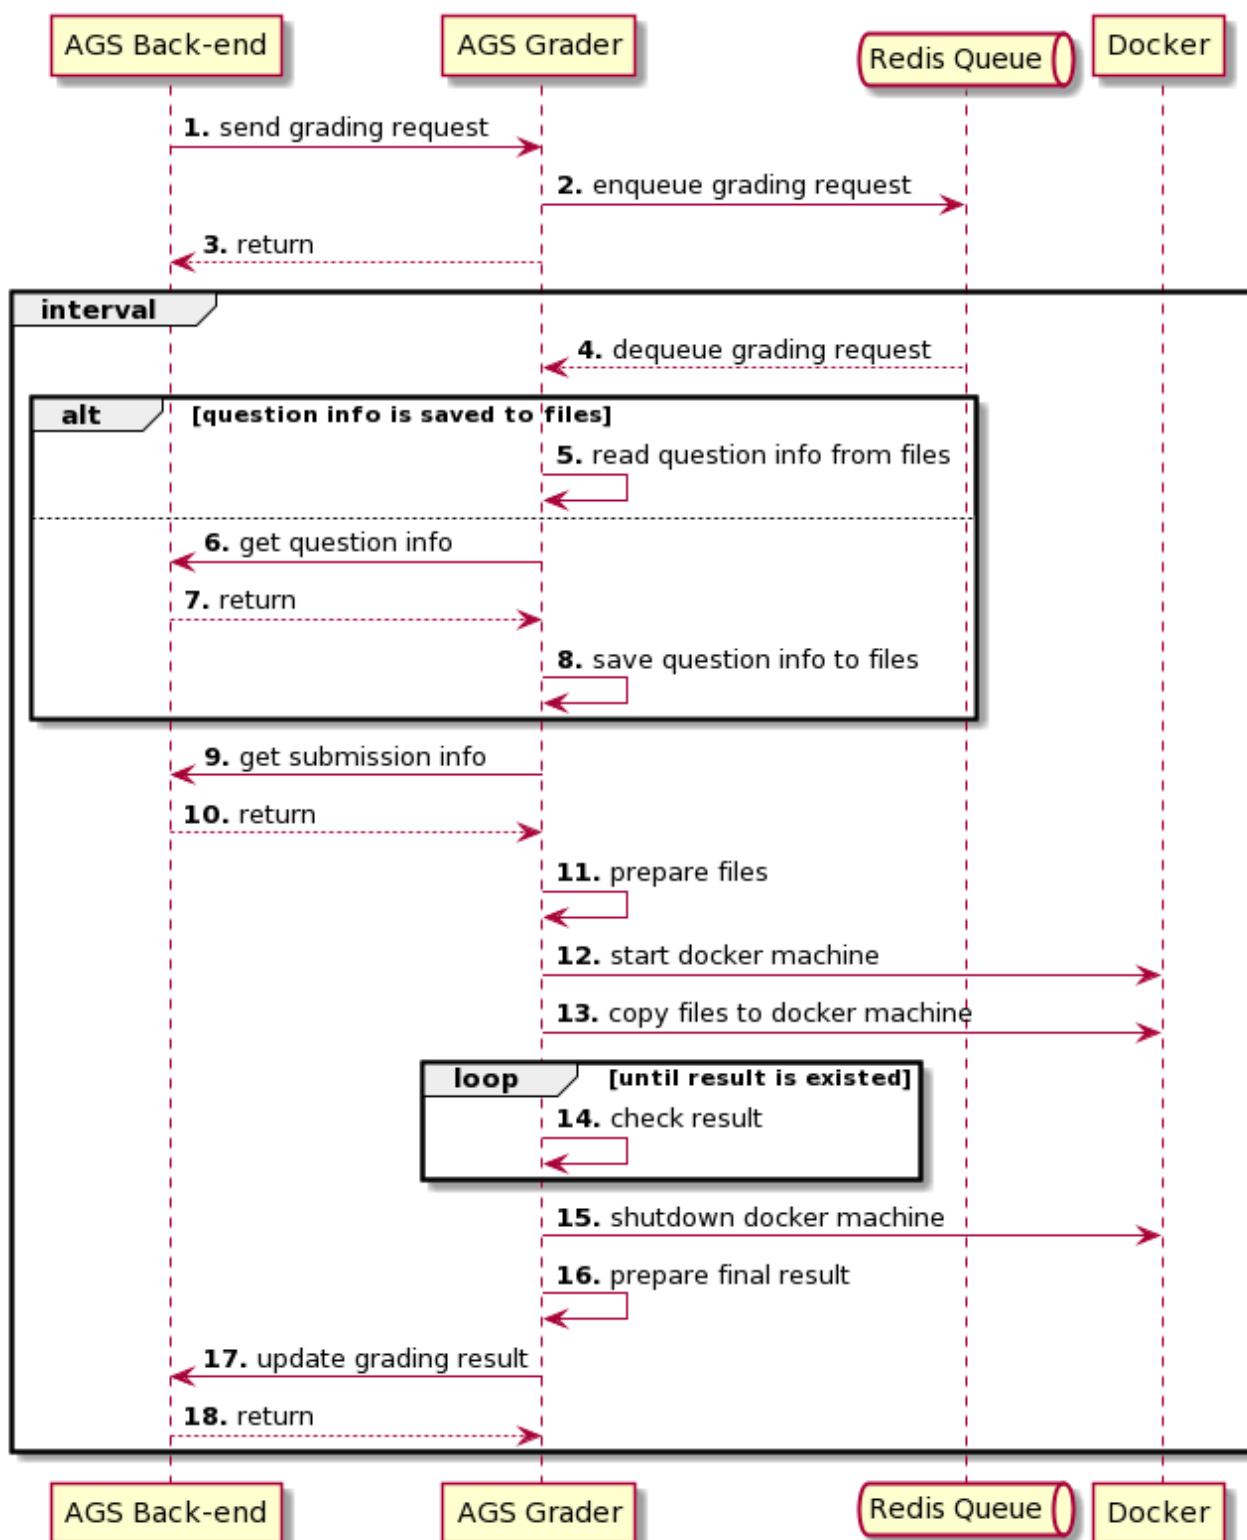 AGS Back-end AGS Grader Redis Queue Docker
1. send grading request
2. enqueue grading request
3. return
interval
4. dequeue grading request
alt [question info is saved to files]
5. read question info from files
6. get question info
7. return
8. save question info to files
9. get submission info
10. return
11. prepare files
12. start docker machine
13. copy files to docker machine
loop [until result is existed]
14. check result
15. shutdown docker machine
16. prepare final result
17. update grading result
18. return
AGS Back-end AGS Grader Redis Queue Docker